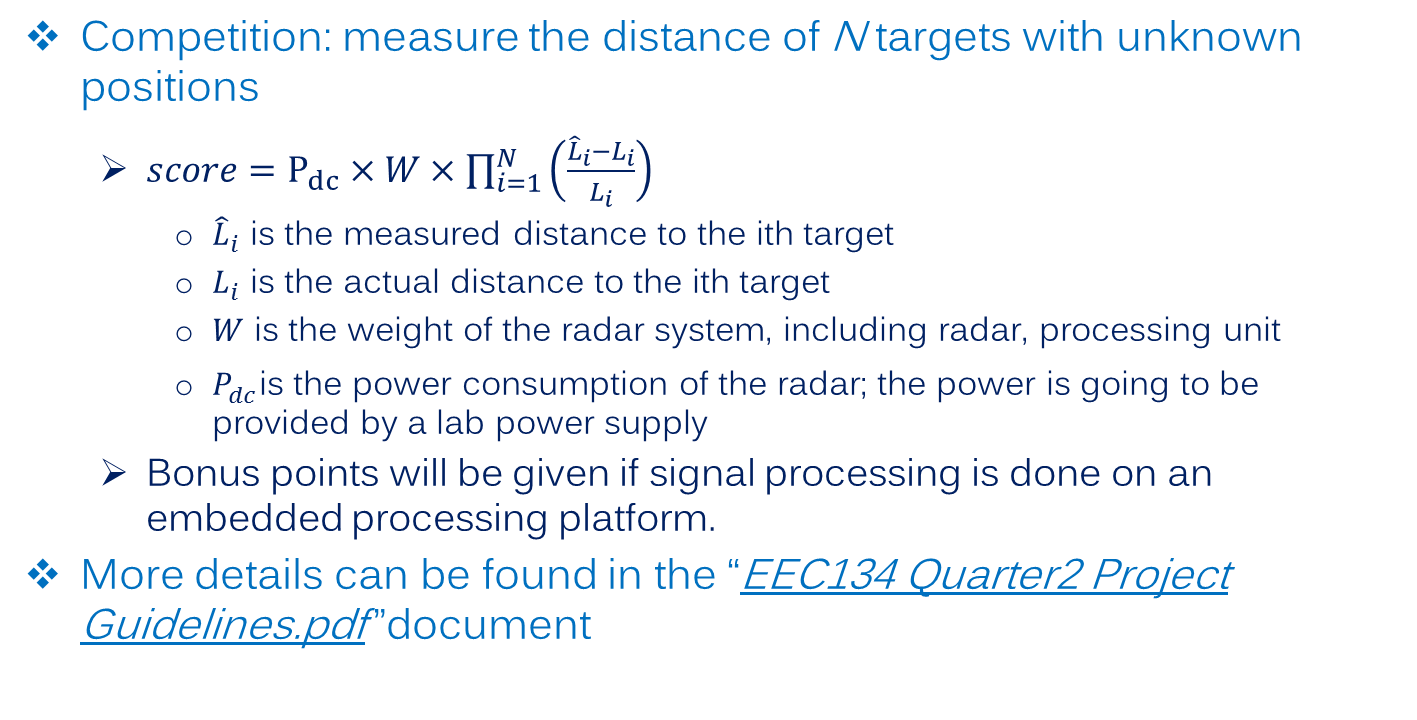 ❖ Competition: measure the distance of N targets with unknown
positions
➢ score = P_dc × W × ∏_{i=1}^{N} ((L̂_i − L_i)/L_i)
○ L̂_i is the measured distance to the ith target
○ L_i is the actual distance to the ith target
○ W is the weight of the radar system, including radar, processing unit
○ P_dc is the power consumption of the radar; the power is going to be
provided by a lab power supply
➢ Bonus points will be given if signal processing is done on an
embedded processing platform.
❖ More details can be found in the “EEC134 Quarter2 Project
Guidelines.pdf” document